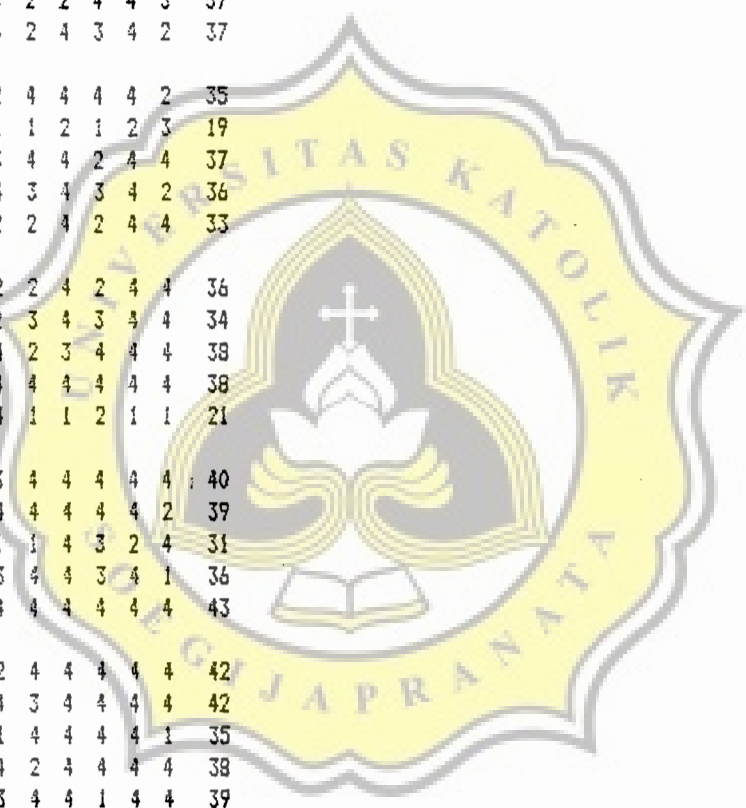 2 2 4 4 3 37
2 4 3 4 2 37
4 4 4 4 2 35
1 2 1 2 3 19
4 4 2 4 4 37
3 4 3 4 2 36
2 4 2 4 4 33
2 4 2 4 4 36
3 4 3 4 4 34
2 3 4 4 4 38
4 4 4 4 4 38
1 1 2 1 1 21
4 4 4 4 4 40
4 4 4 4 2 39
1 4 3 2 4 31
4 4 3 4 1 36
4 4 4 4 4 43
4 4 4 4 4 42
3 4 4 4 4 42
4 4 4 4 1 35
2 4 4 4 4 38
4 4 1 4 4 39
UNIVERSITAS KATOLIK
SOEGIJAPRANATA